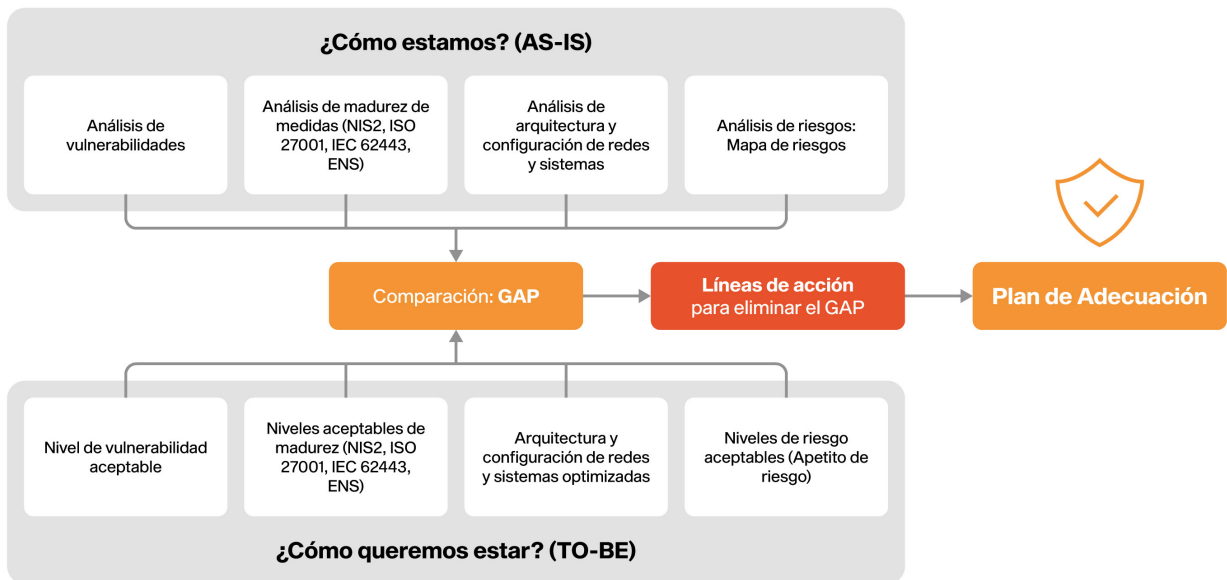 ¿Cómo estamos? (AS-IS)
Análisis de
vulnerabilidades
Análisis de madurez de
medidas (NIS2, ISO
27001, IEC 62443,
ENS)
Análisis de
arquitectura y
configuración de redes
y sistemas
Análisis de riesgos:
Mapa de riesgos
Comparación: GAP
Líneas de acción
para eliminar el GAP
Plan de Adecuación
Nivel de vulnerabilidad
aceptable
Niveles aceptables de
madurez (NIS2, ISO
27001, IEC 62443,
ENS)
Arquitectura y
configuración de redes
y sistemas optimizadas
Niveles de riesgo
aceptables (Apetito de
riesgo)
¿Cómo queremos estar? (TO-BE)